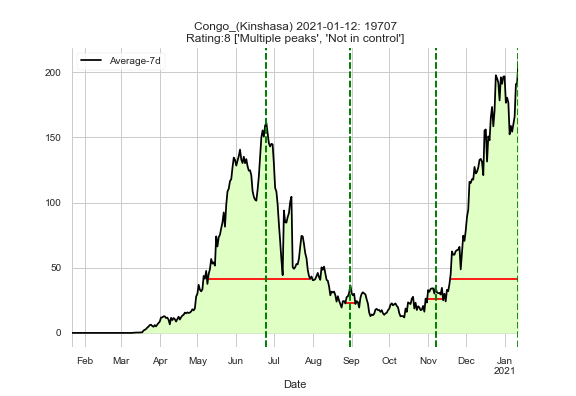 Congo_(Kinshasa) 2021-01-12: 19707
Rating:8 ['Multiple peaks', 'Not in control']
Average-7d
200
150
100
50
0
Feb Mar Apr May Jun Jul Aug Sep Oct Nov Dec Jan
2021
Date